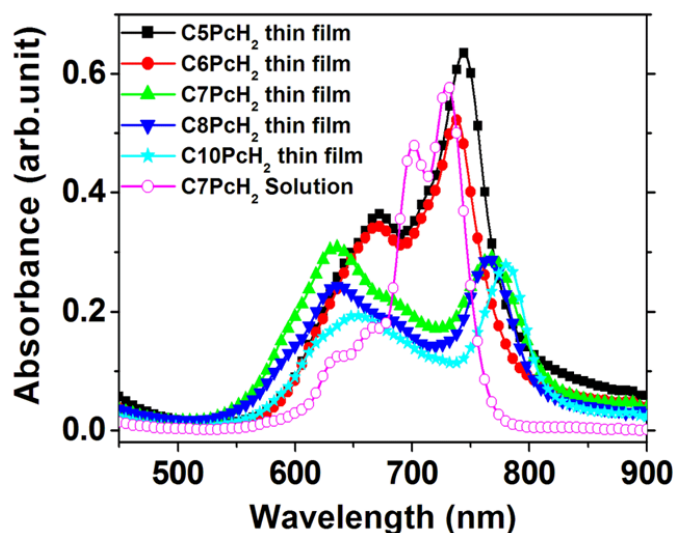 C5PcH₂ thin film
C6PcH₂ thin film
C7PcH₂ thin film
C8PcH₂ thin film
C10PcH₂ thin film
C7PcH₂ Solution
Absorbance (arb.unit)
0.6
0.4
0.2
0.0
500 600 700 800 900
Wavelength (nm)